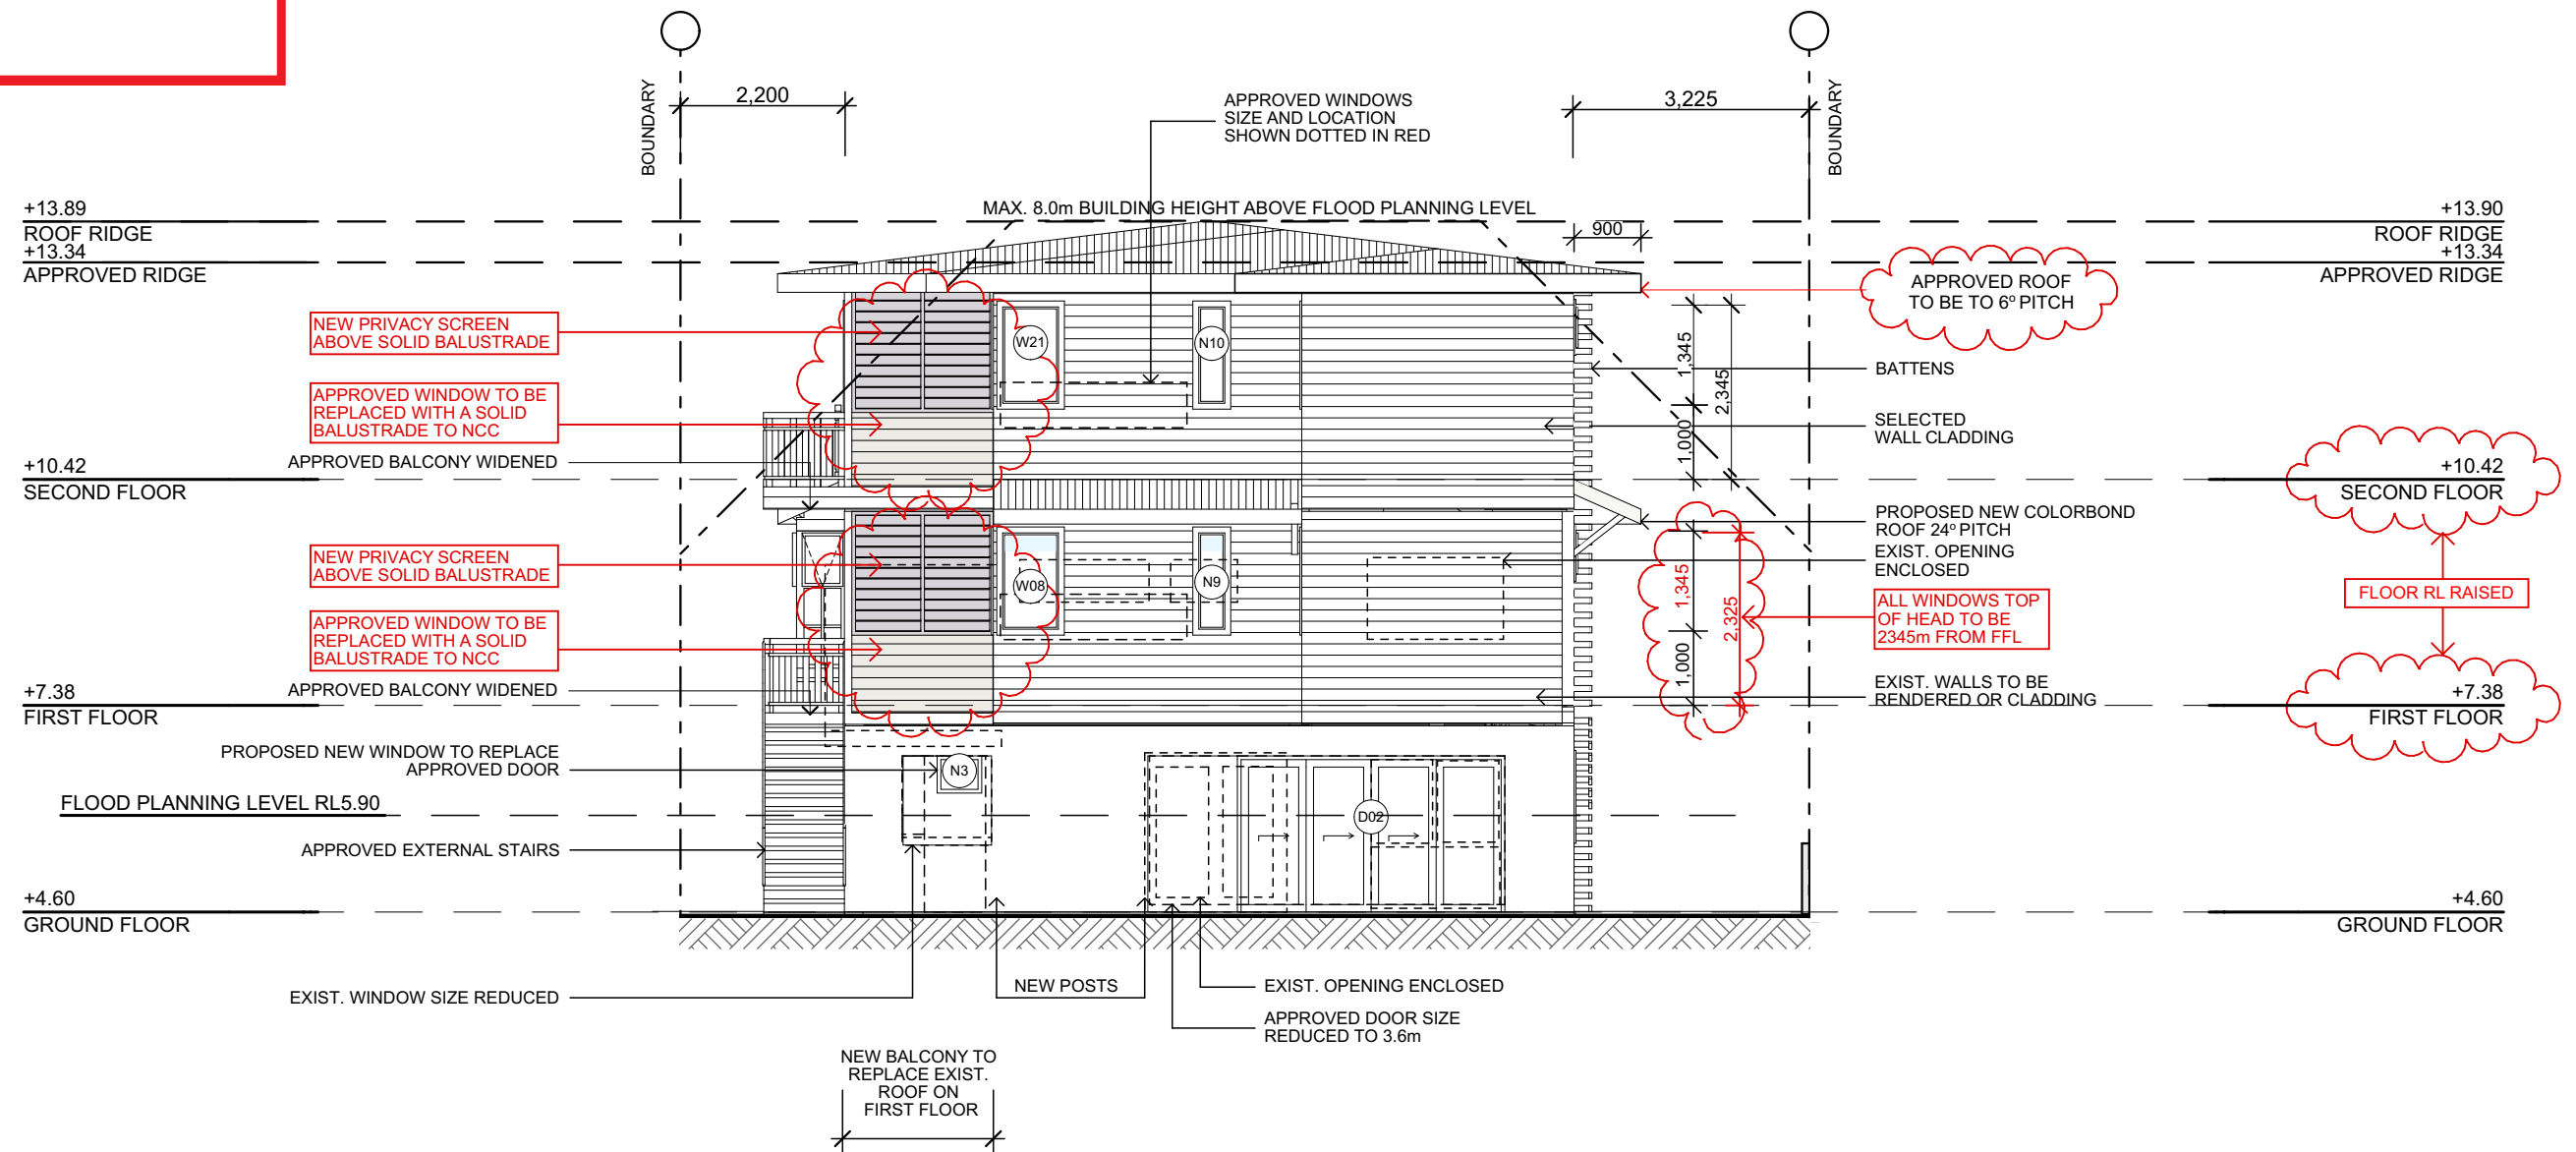 BOUNDARY
2,200
APPROVED WINDOWS
SIZE AND LOCATION
SHOWN DOTTED IN RED
3,225
BOUNDARY
+13.89
ROOF RIDGE
+13.34
APPROVED RIDGE
MAX. 8.0m BUILDING HEIGHT ABOVE FLOOD PLANNING LEVEL
900
+13.90
ROOF RIDGE
+13.34
APPROVED RIDGE
APPROVED ROOF
TO BE TO 6º PITCH
NEW PRIVACY SCREEN
ABOVE SOLID BALUSTRADE
W21
N10
1,345
2,345
1,000
BATTENS
APPROVED WINDOW TO BE
REPLACED WITH A SOLID
BALUSTRADE TO NCC
SELECTED
WALL CLADDING
APPROVED BALCONY WIDENED
+10.42
SECOND FLOOR
+10.42
SECOND FLOOR
PROPOSED NEW COLORBOND
ROOF 24º PITCH
EXIST. OPENING
ENCLOSED
NEW PRIVACY SCREEN
ABOVE SOLID BALUSTRADE
W08
N9
1,345
2,325
1,000
FLOOR RL RAISED
ALL WINDOWS TOP
OF HEAD TO BE
2345m FROM FFL
APPROVED WINDOW TO BE
REPLACED WITH A SOLID
BALUSTRADE TO NCC
APPROVED BALCONY WIDENED
EXIST. WALLS TO BE
RENDERED OR CLADDING
+7.38
FIRST FLOOR
+7.38
FIRST FLOOR
PROPOSED NEW WINDOW TO REPLACE
APPROVED DOOR
N3
FLOOD PLANNING LEVEL RL5.90
D02
APPROVED EXTERNAL STAIRS
+4.60
GROUND FLOOR
+4.60
GROUND FLOOR
EXIST. WINDOW SIZE REDUCED
NEW POSTS
EXIST. OPENING ENCLOSED
APPROVED DOOR SIZE
REDUCED TO 3.6m
NEW BALCONY TO
REPLACE EXIST.
ROOF ON
FIRST FLOOR